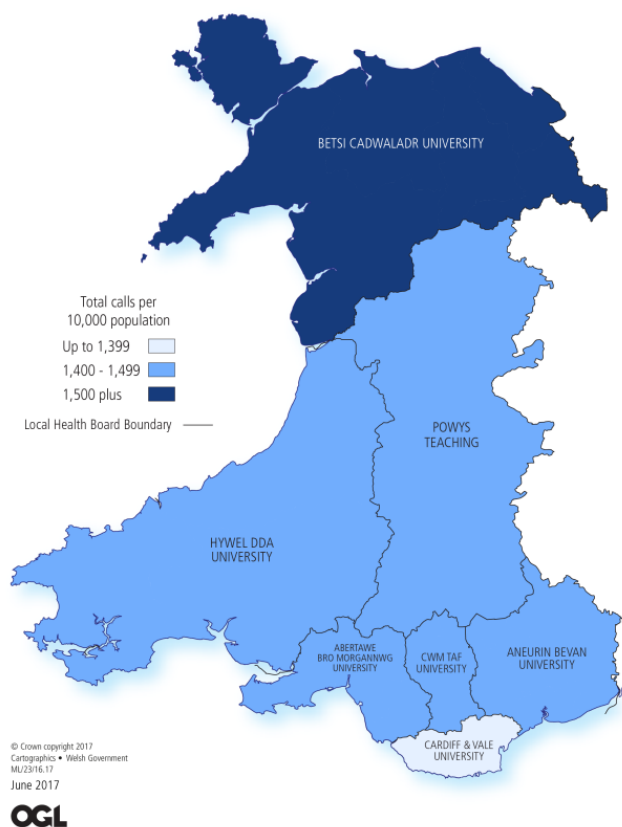 BETSI CADWALADR UNIVERSITY
Total calls per
10,000 population
Up to 1,399
1,400 - 1,499
1,500 plus
Local Health Board Boundary
POWYS
TEACHING
HYWEL DDA
UNIVERSITY
ABERTAWE
BRO MORGANNWG
UNIVERSITY
CWM TAF
UNIVERSITY
ANEURIN BEVAN
UNIVERSITY
CARDIFF & VALE
UNIVERSITY
© Crown copyright 2017
Cartographics • Welsh Government
ML/23/16.17
June 2017
OGL